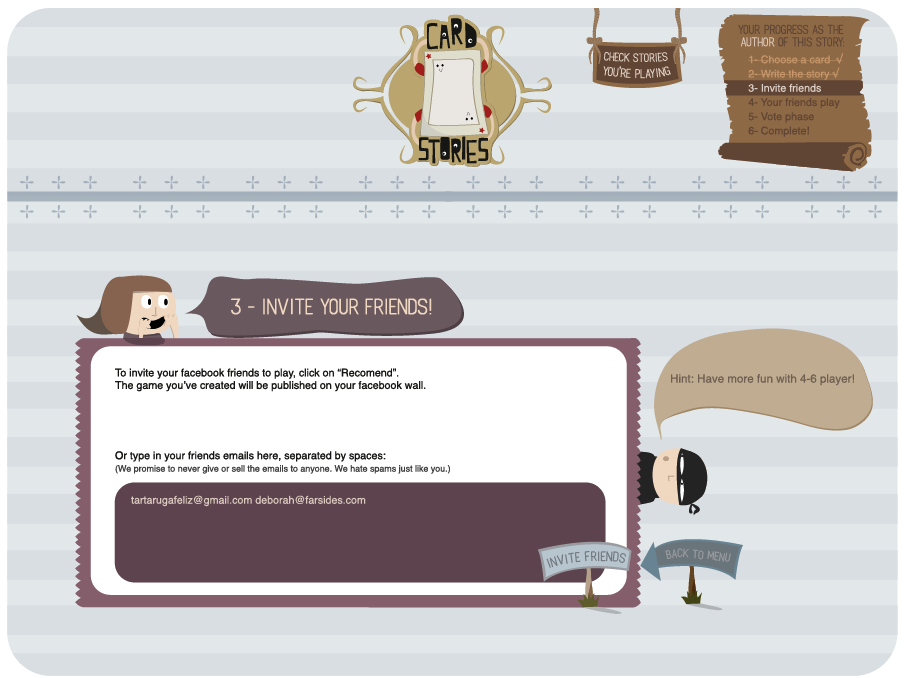 CARD
STORIES
CHECK STORIES
YOU'RE PLAYING
YOUR PROGRESS AS THE
AUTHOR OF THIS STORY:
1- Choose a card √
2- Write the story √
3- Invite friends
4- Your friends play
5- Vote phase
6- Complete!
3 - INVITE YOUR FRIENDS!
To invite your facebook friends to play, click on “Recomend”.
The game you’ve created will be published on your facebook wall.
Hint: Have more fun with 4-6 player!
Or type in your friends emails here, separated by spaces:
(We promise to never give or sell the emails to anyone. We hate spams just like you.)
tartarugafeliz@gmail.com deborah@farsides.com
INVITE FRIENDS
BACK TO MENU